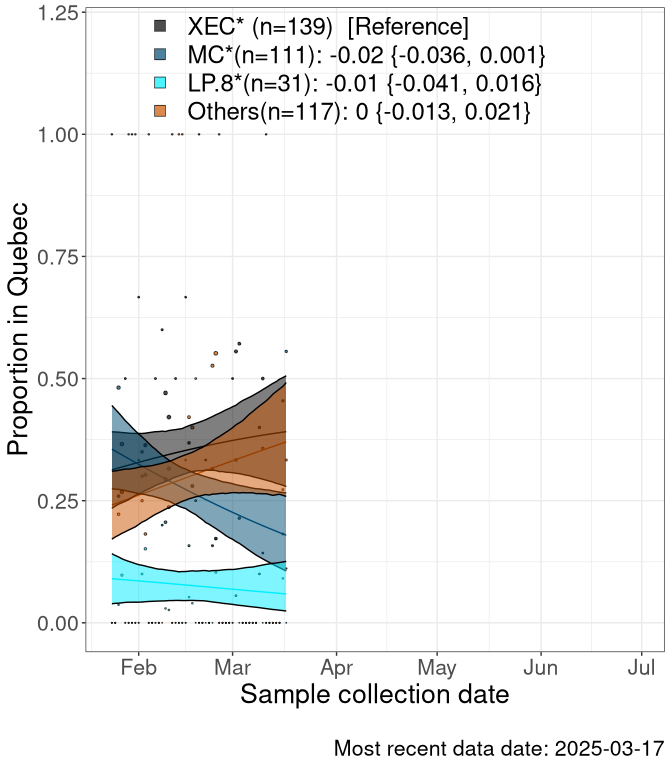 XEC* (n=139)  [Reference]
MC*(n=111): -0.02 {-0.036, 0.001}
LP.8*(n=31): -0.01 {-0.041, 0.016}
Others(n=117): 0 {-0.013, 0.021}
1.25
1.00
0.75
0.50
0.25
0.00
Proportion in Quebec
Feb Mar Apr May Jun Jul
Sample collection date
Most recent data date: 2025-03-17